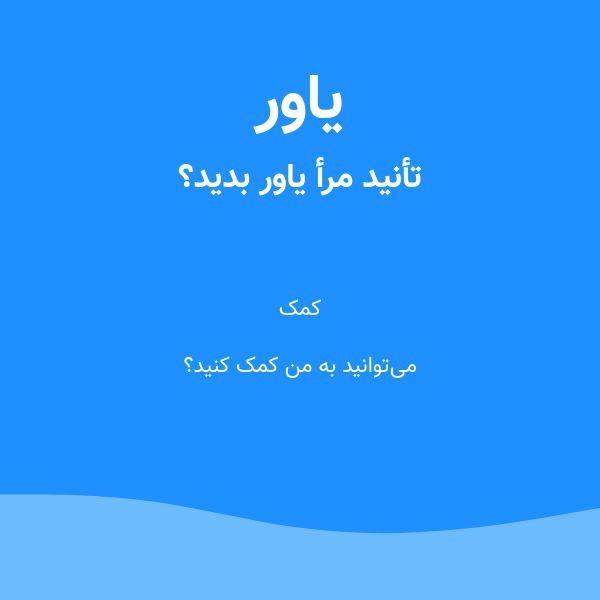 یاور
تأنید مرأ یاور بدید؟
کمک
می‌توانید به من کمک کنید؟